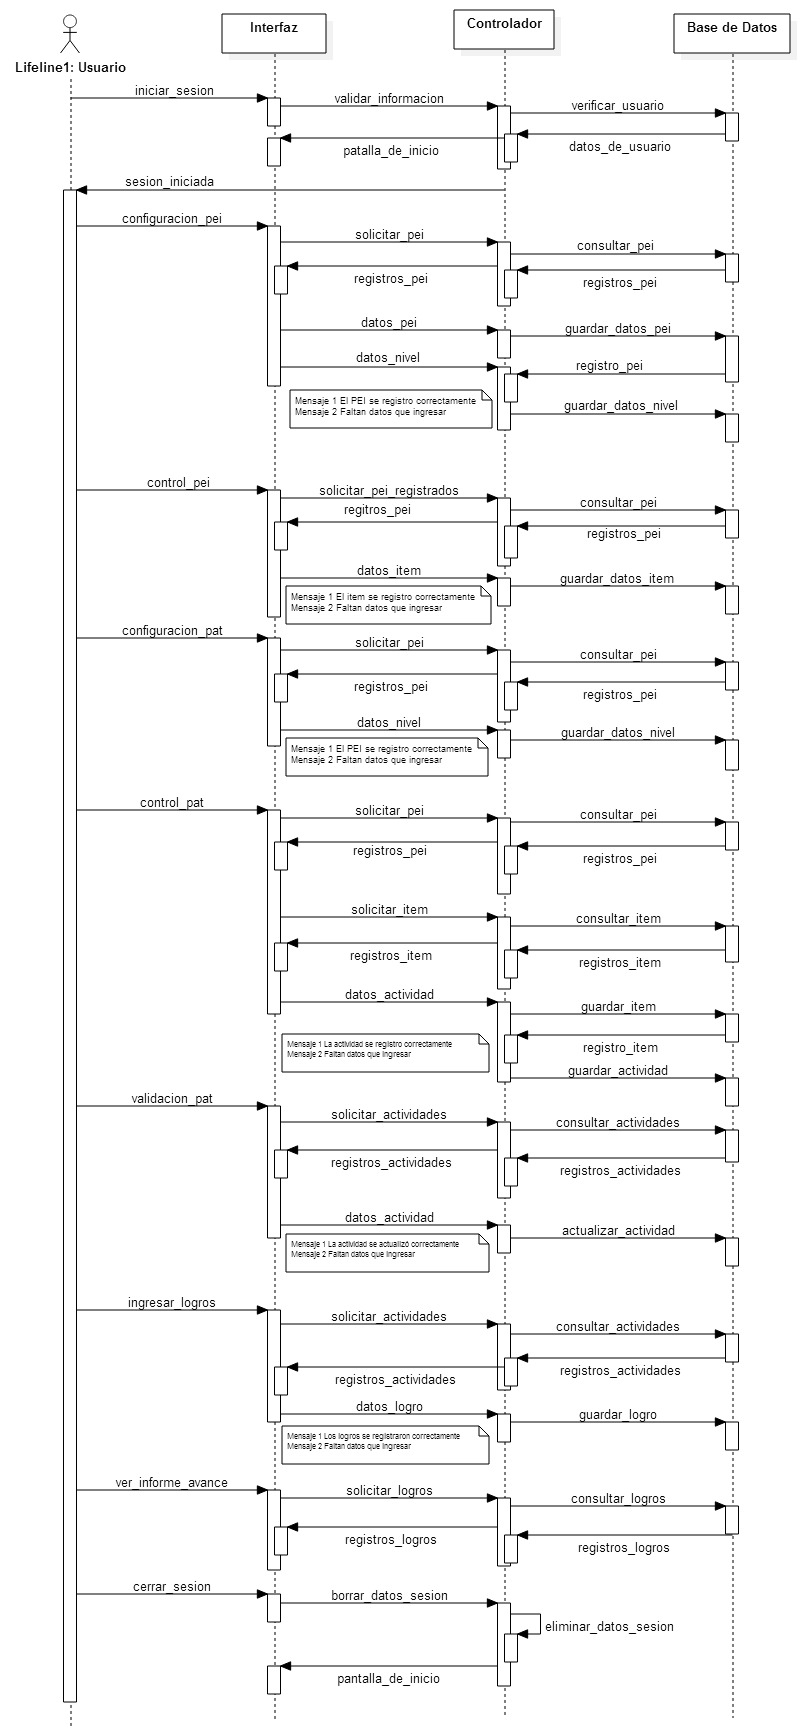 Interfaz
Controlador
Base de Datos
Lifeline1: Usuario
iniciar_sesion
validar_informacion
verificar_usuario
patalla_de_inicio
datos_de_usuario
sesion_iniciada
configuracion_pei
solicitar_pei
consultar_pei
registros_pei
registros_pei
datos_pei
guardar_datos_pei
datos_nivel
registro_pei
Mensaje 1 El PEI se registro correctamente
Mensaje 2 Faltan datos que ingresar
guardar_datos_nivel
control_pei
solicitar_pei_registrados
consultar_pei
regitros_pei
registros_pei
datos_item
guardar_datos_item
Mensaje 1 El item se registro correctamente
Mensaje 2 Faltan datos que ingresar
configuracion_pat
solicitar_pei
consultar_pei
registros_pei
registros_pei
datos_nivel
guardar_datos_nivel
Mensaje 1 El PEI se registro correctamente
Mensaje 2 Faltan datos que ingresar
control_pat
solicitar_pei
consultar_pei
registros_pei
registros_pei
solicitar_item
consultar_item
registros_item
registros_item
datos_actividad
guardar_item
Mensaje 1 La actividad se registro correctamente
Mensaje 2 Faltan datos que ingresar
registro_item
guardar_actividad
validacion_pat
solicitar_actividades
consultar_actividades
registros_actividades
registros_actividades
datos_actividad
actualizar_actividad
Mensaje 1 La actividad se actualizó correctamente
Mensaje 2 Faltan datos que ingresar
ingresar_logros
solicitar_actividades
consultar_actividades
registros_actividades
registros_actividades
datos_logro
guardar_logro
Mensaje 1 Los logros se registraron correctamente
Mensaje 2 Faltan datos que ingresar
ver_informe_avance
solicitar_logros
consultar_logros
registros_logros
registros_logros
cerrar_sesion
borrar_datos_sesion
eliminar_datos_sesion
pantalla_de_inicio